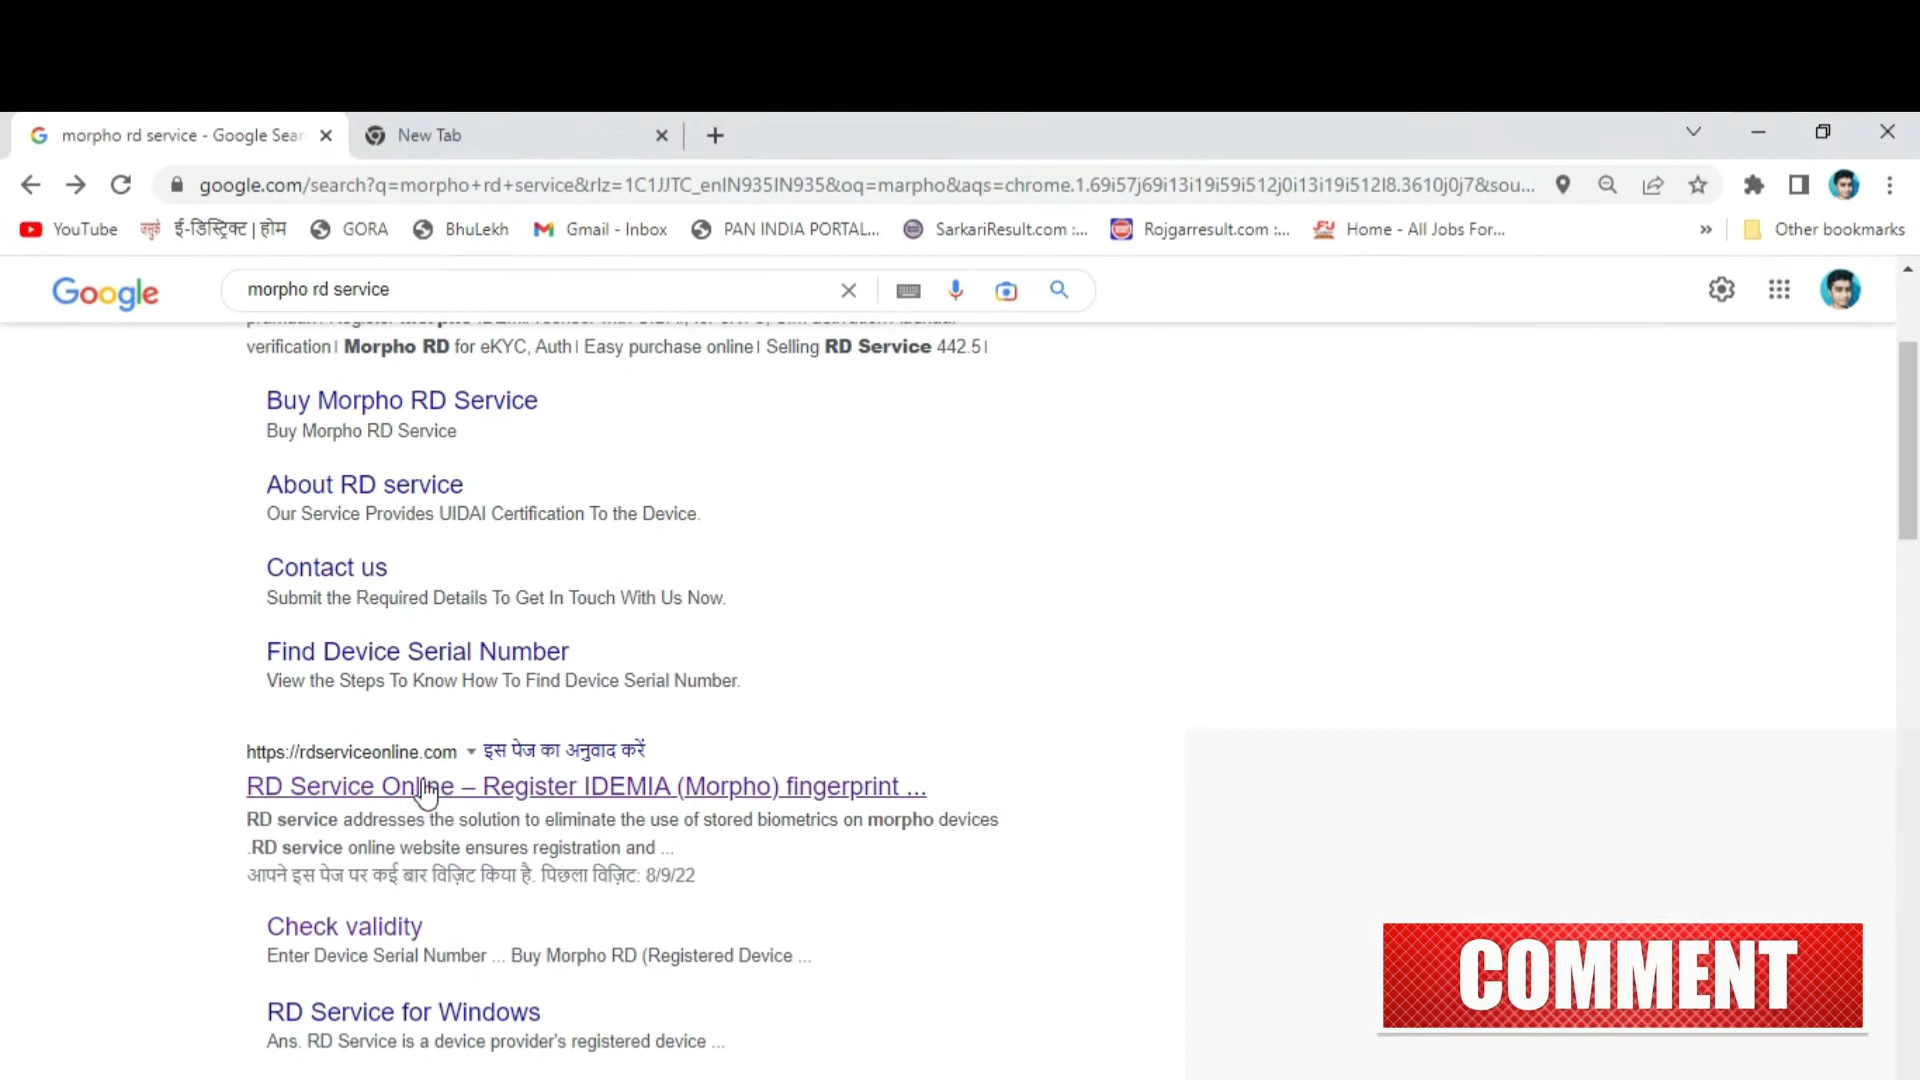 morpho rd service - Google Sear
New Tab
google.com/search?q=morpho+rd+service&rlz=1C1JJTC_enIN935IN935&oq=marpho&aqs=chrome.1.69i57j69i13i19i59i512j0i13i19i512l8.3610j0j7&sou...
YouTube ई-डिस्ट्रिक्ट | होम GORA BhuLekh Gmail - Inbox PAN INDIA PORTAL... SarkariResult.com :... Rojgarresult.com :... Home - All Jobs For... » Other bookmarks
Google morpho rd service
verification। Morpho RD for eKYC, Auth। Easy purchase online। Selling RD Service 442.5।
Buy Morpho RD Service
Buy Morpho RD Service
About RD service
Our Service Provides UIDAI Certification To the Device.
Contact us
Submit the Required Details To Get In Touch With Us Now.
Find Device Serial Number
View the Steps To Know How To Find Device Serial Number.
https://rdserviceonline.com इस पेज का अनुवाद करें
RD Service Online – Register IDEMIA (Morpho) fingerprint ...
RD service addresses the solution to eliminate the use of stored biometrics on morpho devices
.RD service online website ensures registration and ...
आपने इस पेज पर कई बार विज़िट किया है. पिछला विज़िट: 8/9/22
Check validity
Enter Device Serial Number ... Buy Morpho RD (Registered Device ...
RD Service for Windows
Ans. RD Service is a device provider's registered device ...
COMMENT